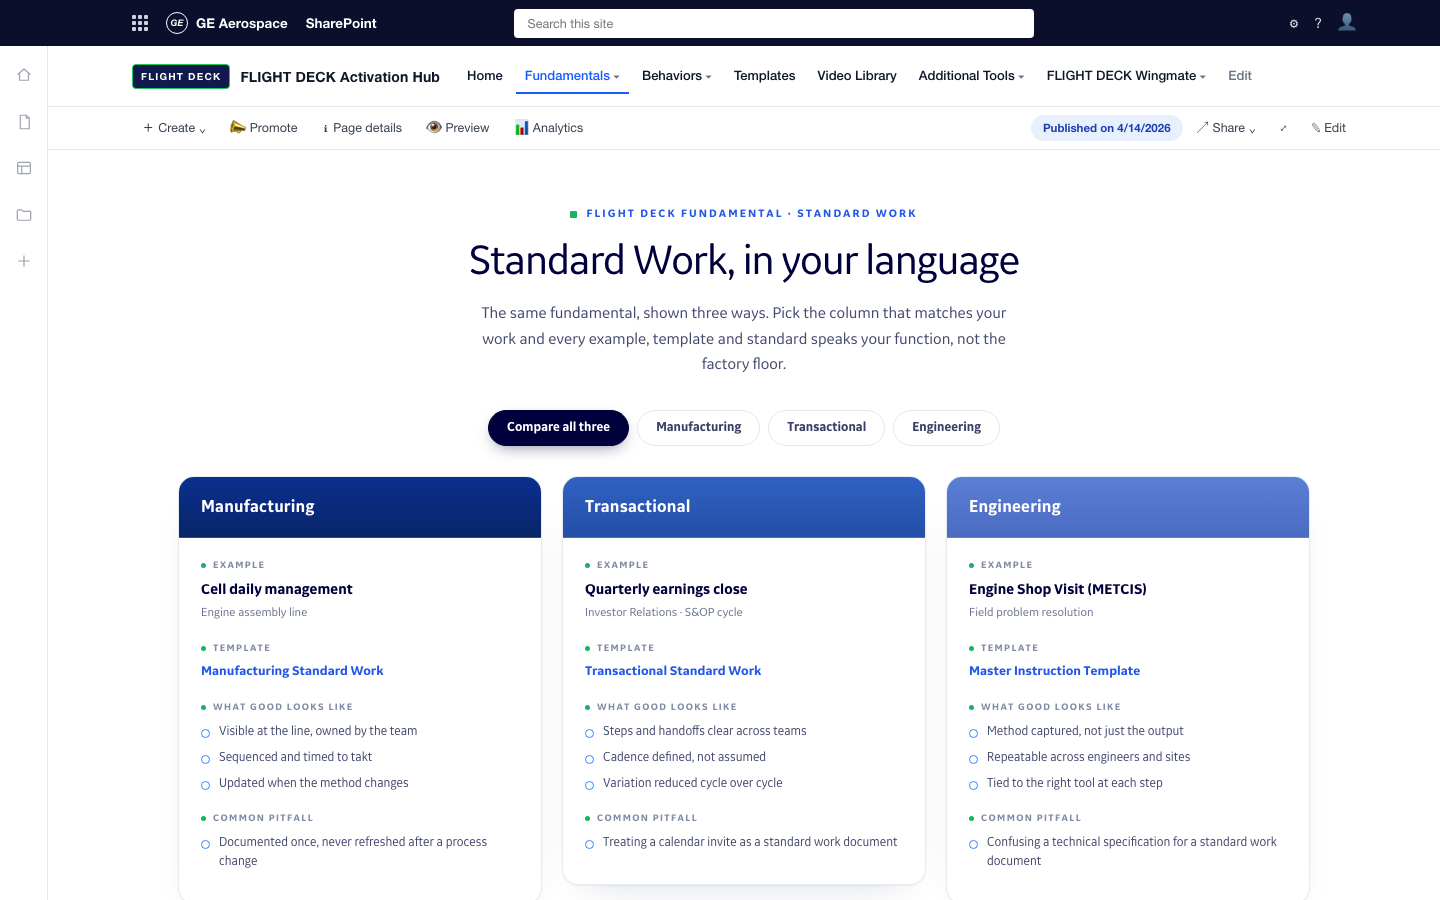 GE GE Aerospace SharePoint Search this site ?
FLIGHT DECK FLIGHT DECK Activation Hub Home Fundamentals Behaviors Templates Video Library Additional Tools FLIGHT DECK Wingmate Edit
+ Create Promote i Page details Preview Analytics Published on 4/14/2026 Share Edit
FLIGHT DECK FUNDAMENTAL · STANDARD WORK
Standard Work, in your language
The same fundamental, shown three ways. Pick the column that matches your
work and every example, template and standard speaks your function, not the
factory floor.
Compare all three Manufacturing Transactional Engineering
Manufacturing
EXAMPLE
Cell daily management
Engine assembly line
TEMPLATE
Manufacturing Standard Work
WHAT GOOD LOOKS LIKE
Visible at the line, owned by the team
Sequenced and timed to takt
Updated when the method changes
COMMON PITFALL
Documented once, never refreshed after a process
change
Transactional
EXAMPLE
Quarterly earnings close
Investor Relations · S&OP cycle
TEMPLATE
Transactional Standard Work
WHAT GOOD LOOKS LIKE
Steps and handoffs clear across teams
Cadence defined, not assumed
Variation reduced cycle over cycle
COMMON PITFALL
Treating a calendar invite as a standard work document
Engineering
EXAMPLE
Engine Shop Visit (METCIS)
Field problem resolution
TEMPLATE
Master Instruction Template
WHAT GOOD LOOKS LIKE
Method captured, not just the output
Repeatable across engineers and sites
Tied to the right tool at each step
COMMON PITFALL
Confusing a technical specification for a standard work
document